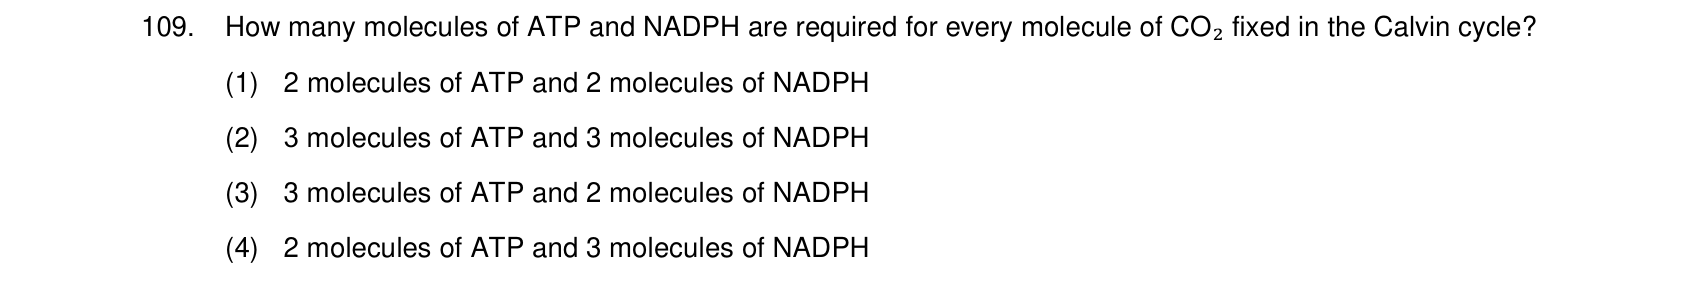 109. How many molecules of ATP and NADPH are required for every molecule of CO₂ fixed in the Calvin cycle?
(1) 2 molecules of ATP and 2 molecules of NADPH
(2) 3 molecules of ATP and 3 molecules of NADPH
(3) 3 molecules of ATP and 2 molecules of NADPH
(4) 2 molecules of ATP and 3 molecules of NADPH